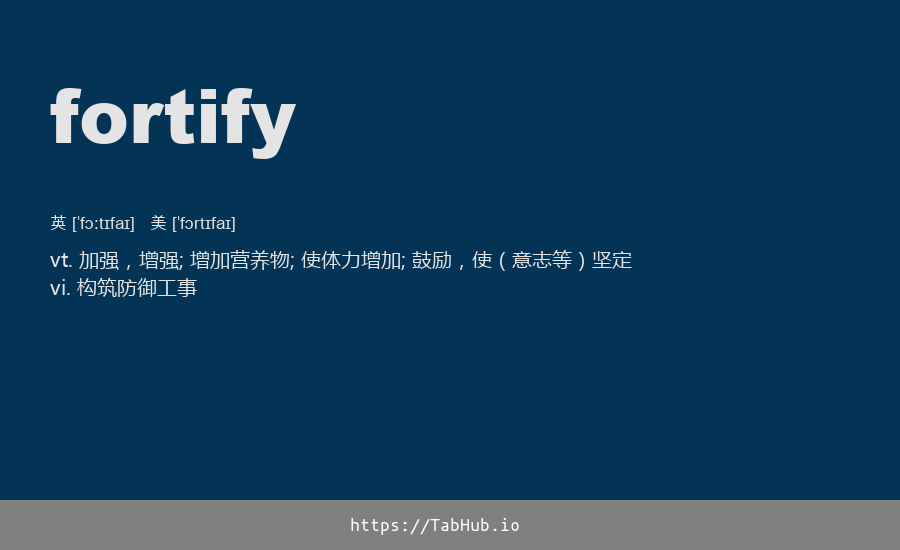 fortify
英 [ˈfɔːtɪfaɪ] 美 [ˈfɔrtɪfaɪ]
vt. 加强，增强; 增加营养物; 使体力增加; 鼓励，使（意志等）坚定
vi. 构筑防御工事
https://TabHub.io